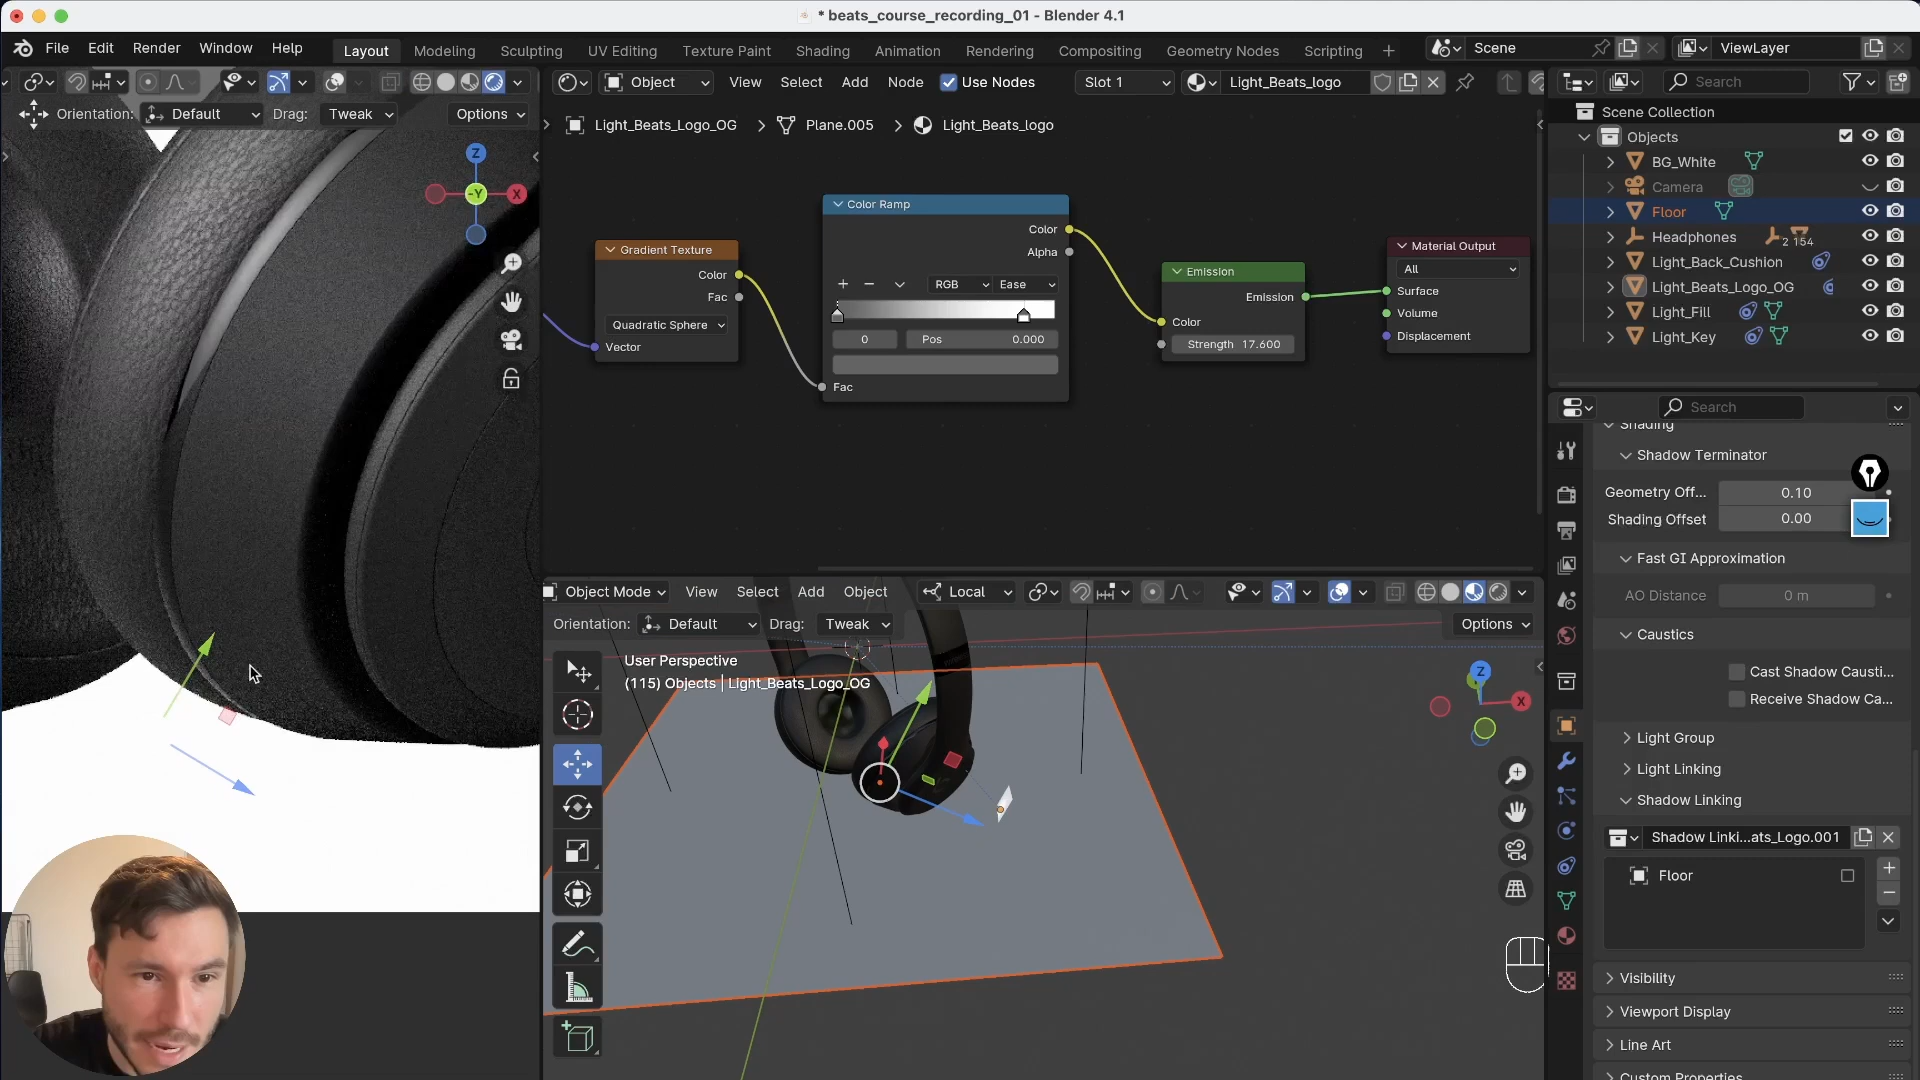 * beats_course_recording_01 - Blender 4.1
File Edit Render Window Help
Layout Modeling Sculpting UV Editing Texture Paint Shading Animation Rendering Compositing Geometry Nodes Scripting +
Scene
ViewLayer
Object View Select Add Node Use Nodes Slot 1 Light_Beats_logo
Search
Orientation: Default Drag: Tweak Options
Light_Beats_Logo_OG > Plane.005 > Light_Beats_logo
Scene Collection
Objects
BG_White
Camera
Floor
Headphones 2 154
Light_Back_Cushion
Light_Beats_Logo_OG
Light_Fill
Light_Key
Z
-Y
X
Gradient Texture
Color
Fac
Quadratic Sphere
Vector
Color Ramp
Color
Alpha
RGB Ease
0 Pos 0.000
Fac
Emission
Emission
Color
Strength 17.600
Material Output
All
Surface
Volume
Displacement
Object Mode View Select Add Object Local
Orientation: Default Drag: Tweak Options
User Perspective
(115) Objects | Light_Beats_Logo_OG
Z
X
Search
Shading
Shadow Terminator
Geometry Off... 0.10
Shading Offset 0.00
Fast GI Approximation
AO Distance 0 m
Caustics
Cast Shadow Causti...
Receive Shadow Ca...
Light Group
Light Linking
Shadow Linking
Shadow Linki...ats_Logo.001
Floor
Visibility
Viewport Display
Line Art
Custom Properties